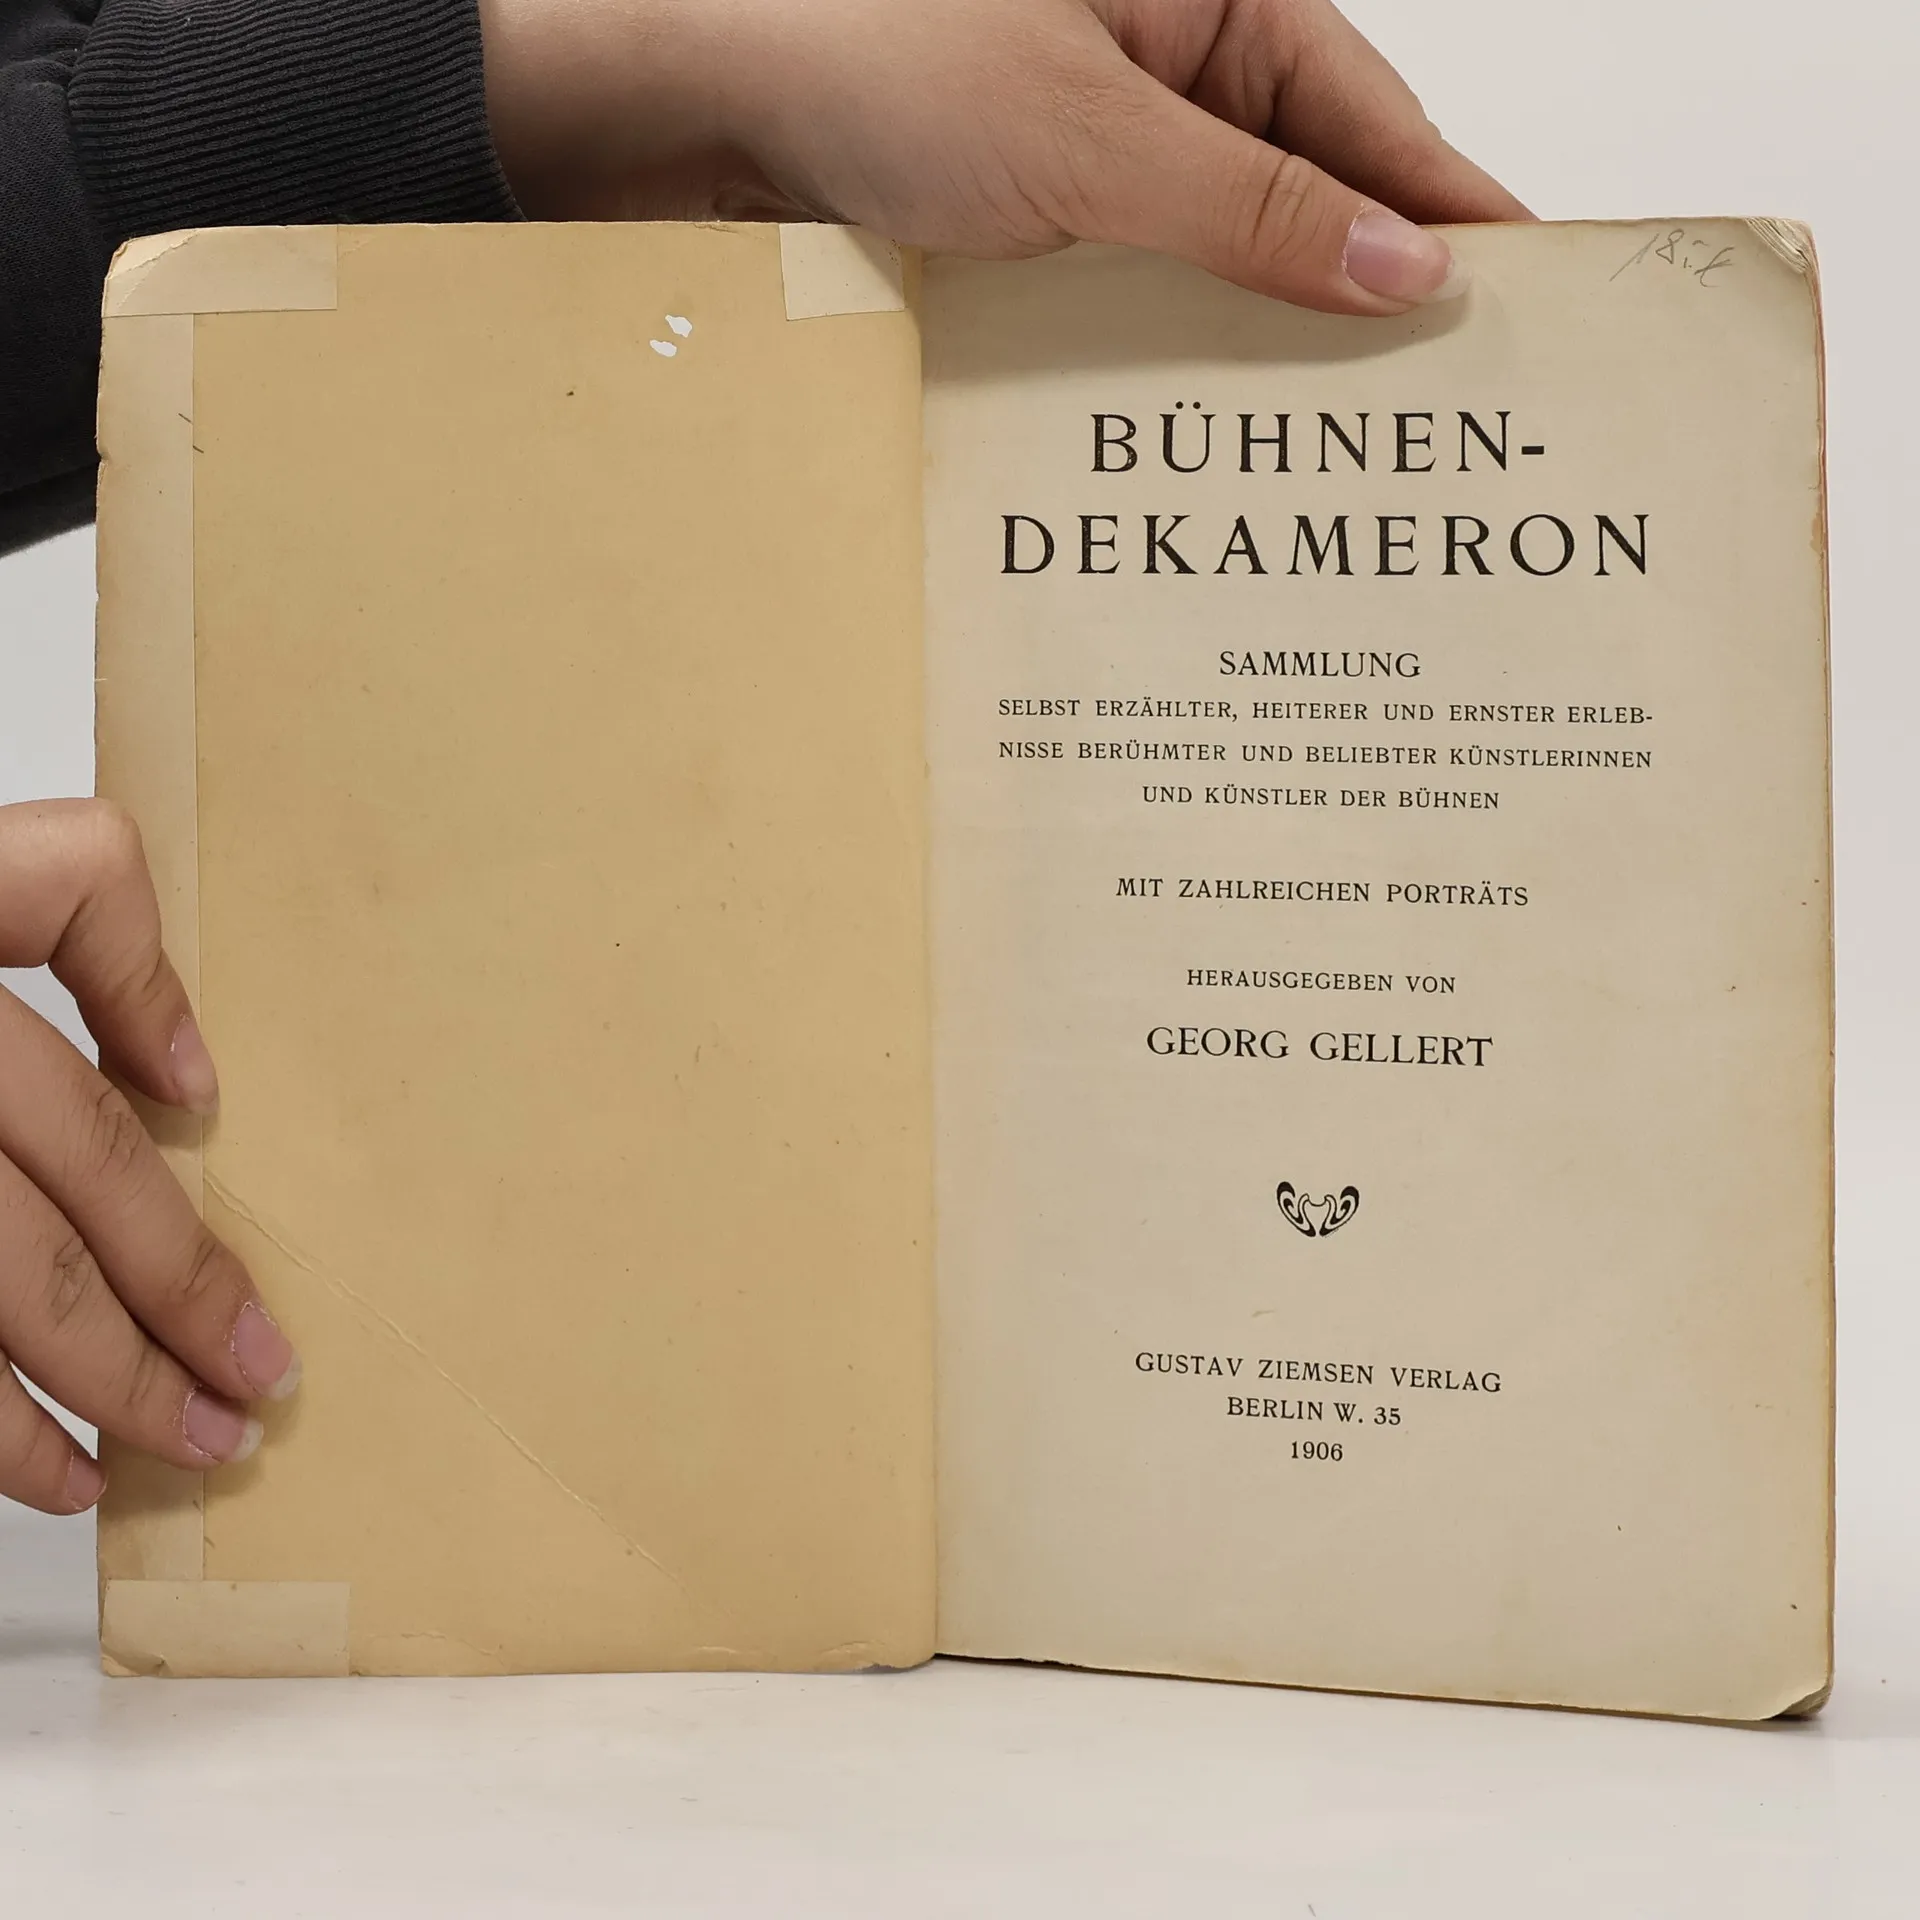 BÜHNEN-
DEKAMERON
SAMMLUNG
SELBST ERZÄHLTER, HEITERER UND ERNSTER ERLEB-
NISSE BERÜHMTER UND BELIEBTER KÜNSTLERINNEN
UND KÜNSTLER DER BÜHNEN
MIT ZAHLREICHEN PORTRÄTS
HERAUSGEGEBEN VON
GEORG GELLERT
GUSTAV ZIEMSEN VERLAG
BERLIN W. 35
1906